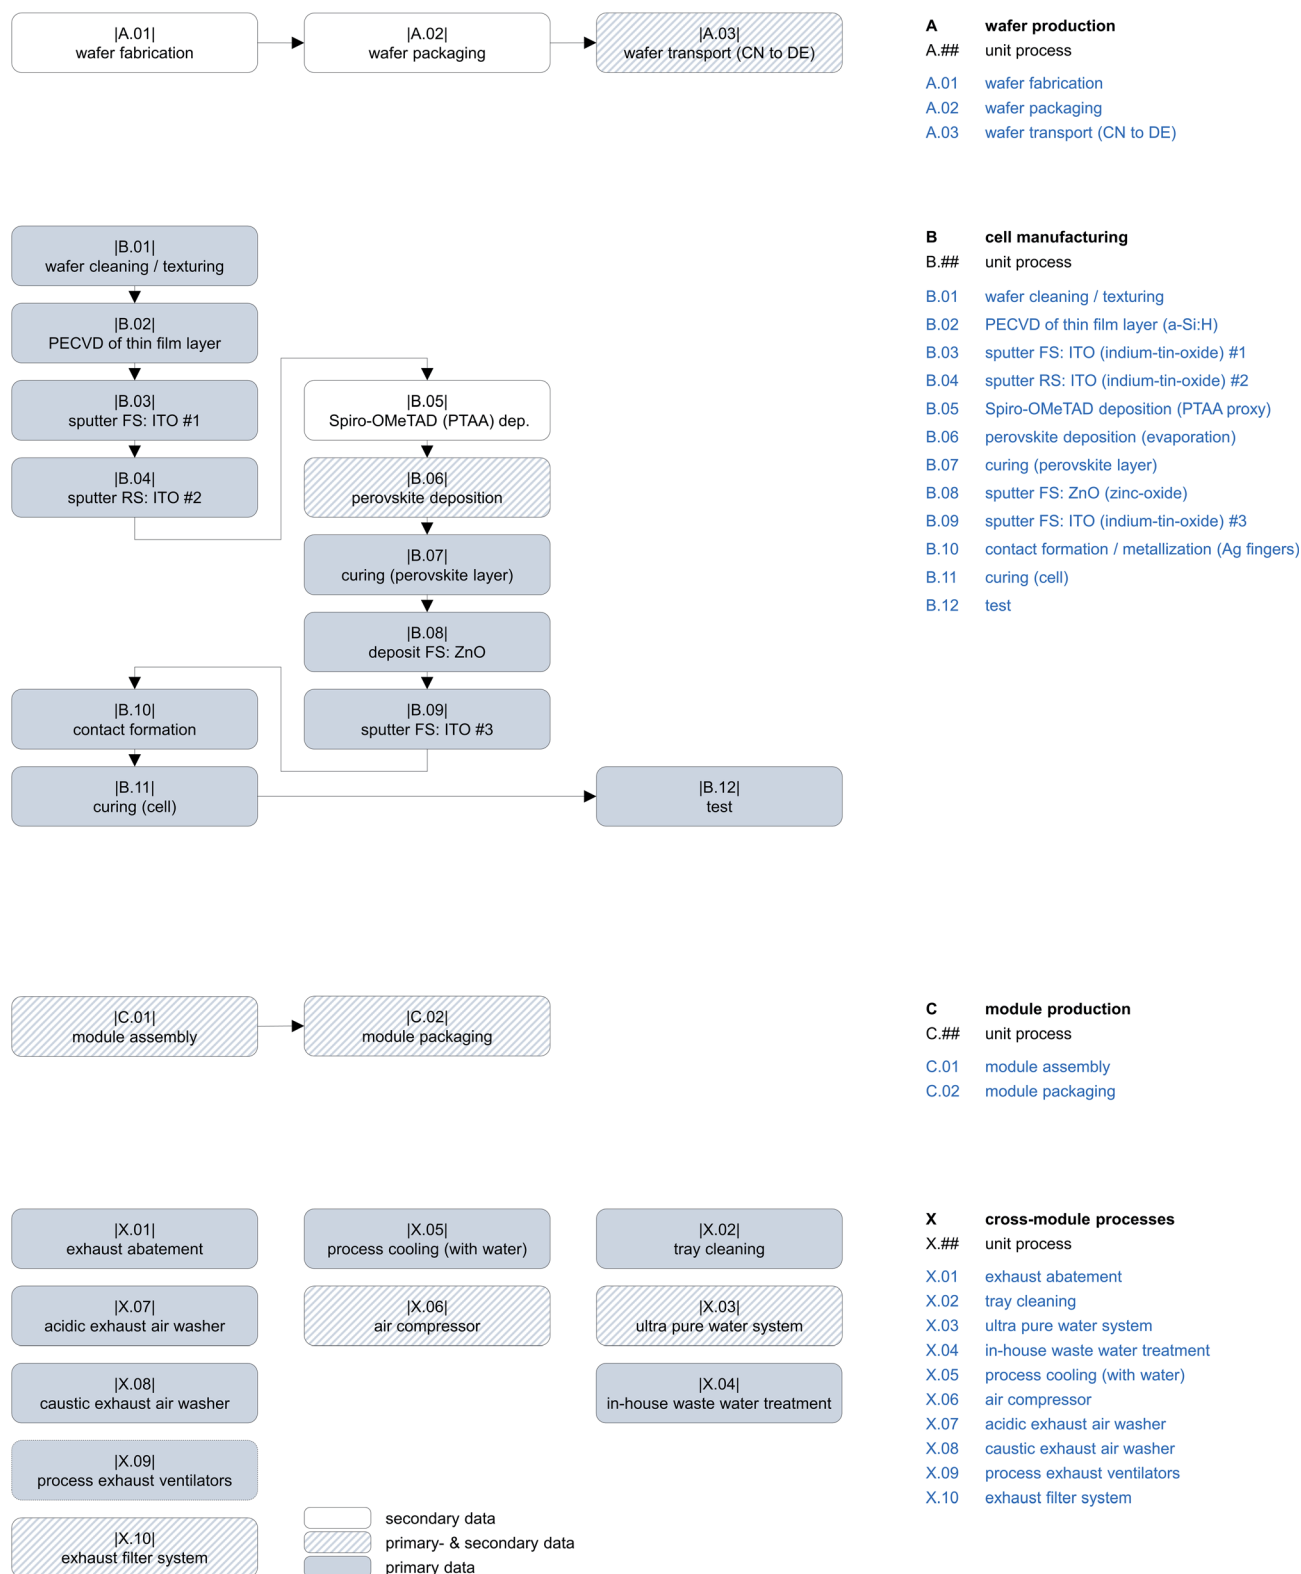 |A.01|
wafer fabrication
|A.02|
wafer packaging
|A.03|
wafer transport (CN to DE)
A wafer production
A.## unit process
A.01 wafer fabrication
A.02 wafer packaging
A.03 wafer transport (CN to DE)
|B.01|
wafer cleaning / texturing
|B.02|
PECVD of thin film layer
|B.03|
sputter FS: ITO #1
|B.04|
sputter RS: ITO #2
|B.05|
Spiro-OMeTAD (PTAA) dep.
|B.06|
perovskite deposition
|B.07|
curing (perovskite layer)
|B.08|
deposit FS: ZnO
|B.09|
sputter FS: ITO #3
|B.10|
contact formation
|B.11|
curing (cell)
|B.12|
test
B cell manufacturing
B.## unit process
B.01 wafer cleaning / texturing
B.02 PECVD of thin film layer (a-Si:H)
B.03 sputter FS: ITO (indium-tin-oxide) #1
B.04 sputter RS: ITO (indium-tin-oxide) #2
B.05 Spiro-OMeTAD deposition (PTAA proxy)
B.06 perovskite deposition (evaporation)
B.07 curing (perovskite layer)
B.08 sputter FS: ZnO (zinc-oxide)
B.09 sputter FS: ITO (indium-tin-oxide) #3
B.10 contact formation / metallization (Ag fingers)
B.11 curing (cell)
B.12 test
|C.01|
module assembly
|C.02|
module packaging
C module production
C.## unit process
C.01 module assembly
C.02 module packaging
|X.01|
exhaust abatement
|X.05|
process cooling (with water)
|X.02|
tray cleaning
|X.07|
acidic exhaust air washer
|X.06|
air compressor
|X.03|
ultra pure water system
|X.08|
caustic exhaust air washer
|X.04|
in-house waste water treatment
|X.09|
process exhaust ventilators
|X.10|
exhaust filter system
secondary data
primary- & secondary data
primary data
X cross-module processes
X.## unit process
X.01 exhaust abatement
X.02 tray cleaning
X.03 ultra pure water system
X.04 in-house waste water treatment
X.05 process cooling (with water)
X.06 air compressor
X.07 acidic exhaust air washer
X.08 caustic exhaust air washer
X.09 process exhaust ventilators
X.10 exhaust filter system